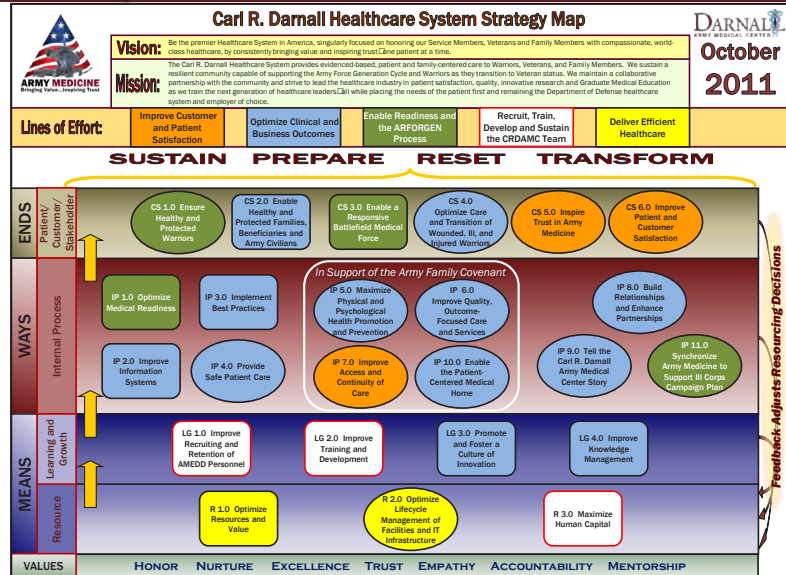 Carl R. Darnall Healthcare System Strategy Map
ARMY MEDICINE
Bringing Value...Inspiring Trust
DARNALL
ARMY MEDICAL CENTER
October
2011
Vision:
Be the premier Healthcare System in America, singularly focused on honoring our Service Members, Veterans and Family Members with compassionate, world-
class healthcare, by consistently bringing value and inspiring trust□one patient at a time.
Mission:
The Carl R. Darnall Healthcare System provides evidenced-based, patient and family-centered care to Warriors, Veterans, and Family Members. We sustain a
resilient community capable of supporting the Army Force Generation Cycle and Warriors as they transition to Veteran status. We maintain a collaborative
partnership with the community and strive to lead the healthcare industry in patient satisfaction, quality, innovative research and Graduate Medical Education
as we train the next generation of healthcare leaders□all while placing the needs of the patient first and remaining the Department of Defense healthcare
system and employer of choice.
Lines of Effort:
Improve Customer
and Patient
Satisfaction
Optimize Clinical and
Business Outcomes
Enable Readiness and
the ARFORGEN
Process
Recruit, Train,
Develop and Sustain
the CRDAMC Team
Deliver Efficient
Healthcare
SUSTAIN PREPARE RESET TRANSFORM
ENDS
Patient/
Customer/
Stakeholder
CS 1.0 Ensure
Healthy and
Protected
Warriors
CS 2.0 Enable
Healthy and
Protected Families,
Beneficiaries and
Army Civilians
CS 3.0 Enable a
Responsive
Battlefield Medical
Force
CS 4.0
Optimize Care
and Transition of
Wounded, Ill, and
Injured Warriors
CS 5.0 Inspire
Trust in Army
Medicine
CS 6.0 Improve
Patient and
Customer
Satisfaction
WAYS
Internal Process
In Support of the Army Family Covenant
IP 1.0 Optimize
Medical Readiness
IP 3.0 Implement
Best Practices
IP 5.0 Maximize
Physical and
Psychological
Health Promotion
and Prevention
IP 6.0
Improve Quality,
Outcome-
Focused Care
and Services
IP 8.0 Build
Relationships
and Enhance
Partnerships
IP 2.0 Improve
Information
Systems
IP 4.0 Provide
Safe Patient Care
IP 7.0 Improve
Access and
Continuity of
Care
IP 10.0 Enable
the Patient-
Centered Medical
Home
IP 9.0 Tell the
Carl R. Darnall
Army Medical
Center Story
IP 11.0
Synchronize
Army Medicine to
Support III Corps
Campaign Plan
MEANS
Learning and
Growth
LG 1.0 Improve
Recruiting and
Retention of
AMEDD Personnel
LG 2.0 Improve
Training and
Development
LG 3.0 Promote
and Foster a
Culture of
Innovation
LG 4.0 Improve
Knowledge
Management
Resource
R 1.0 Optimize
Resources and
Value
R 2.0 Optimize
Lifecycle
Management of
Facilities and IT
Infrastructure
R 3.0 Maximize
Human Capital
Feedback Adjusts Resourcing Decisions
VALUES
HONOR NURTURE EXCELLENCE TRUST EMPATHY ACCOUNTABILITY MENTORSHIP